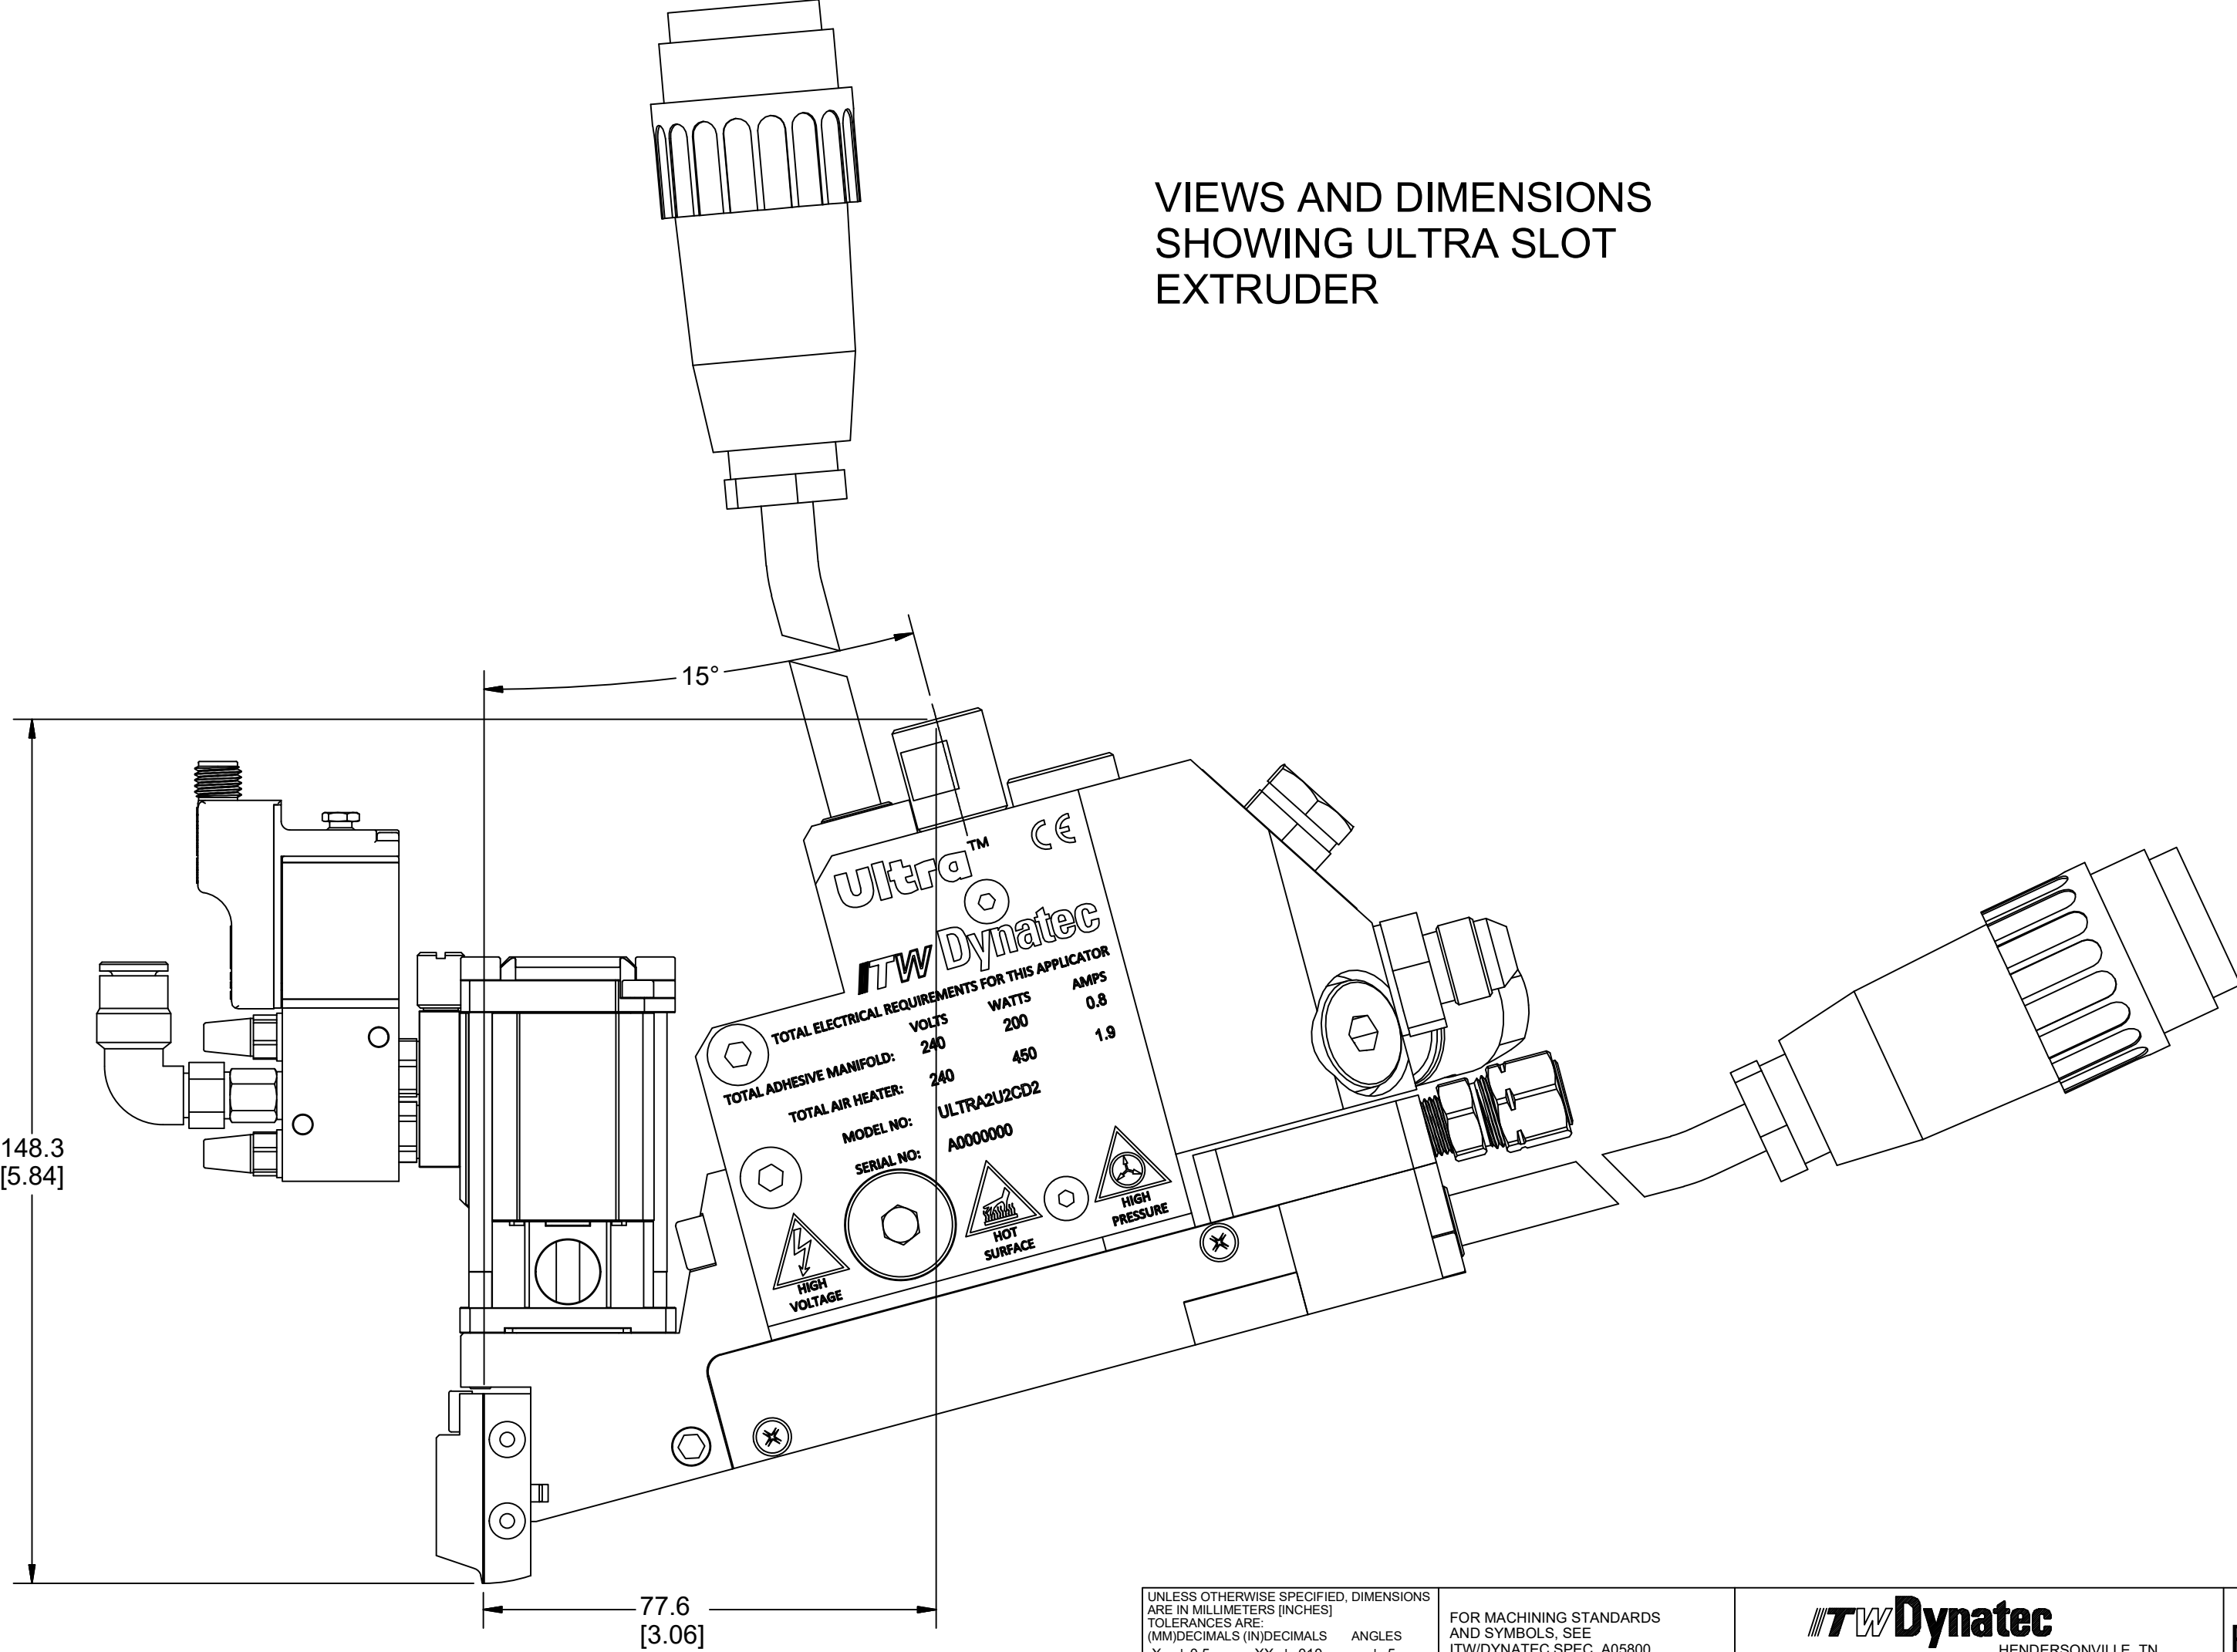 VIEWS AND DIMENSIONS
SHOWING ULTRA SLOT
EXTRUDER
15°
Ultra™ CE
ITW Dynatec
TOTAL ELECTRICAL REQUIREMENTS FOR THIS APPLICATOR
VOLTS WATTS AMPS
TOTAL ADHESIVE MANIFOLD: 240 200 0.8
TOTAL AIR HEATER: 240 450 1.9
MODEL NO: ULTRA2U2CD2
SERIAL NO: A0000000
HIGH
VOLTAGE
HOT
SURFACE
HIGH
PRESSURE
148.3
[5.84]
77.6
[3.06]
UNLESS OTHERWISE SPECIFIED, DIMENSIONS
ARE IN MILLIMETERS [INCHES]
TOLERANCES ARE:
(MM)DECIMALS (IN)DECIMALS ANGLES
FOR MACHINING STANDARDS
AND SYMBOLS, SEE
ITW/DYNATEC SPEC. A05800
ITW Dynatec
HENDERSONVILLE, TN